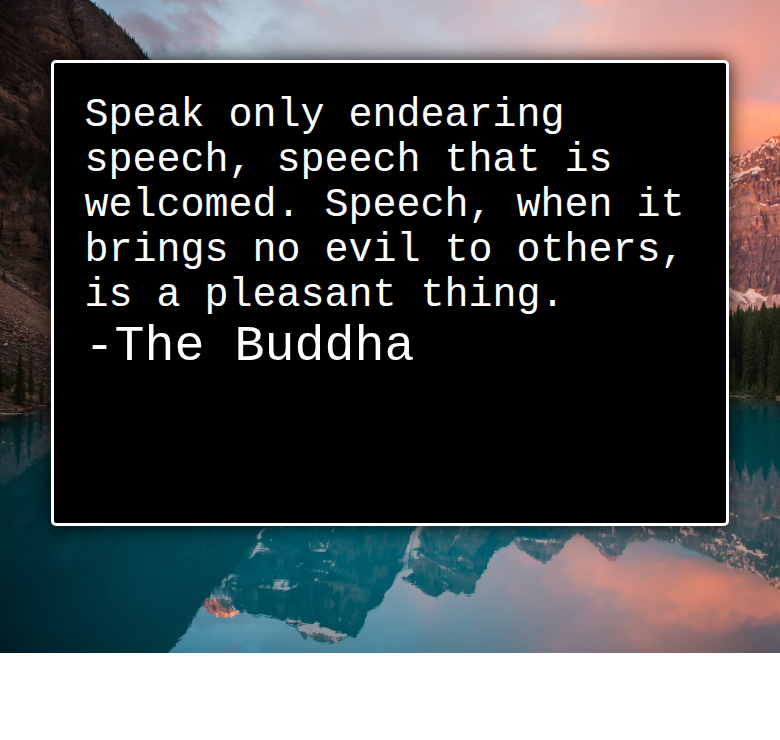 Speak only endearing
speech, speech that is
welcomed. Speech, when it
brings no evil to others,
is a pleasant thing.
-The Buddha